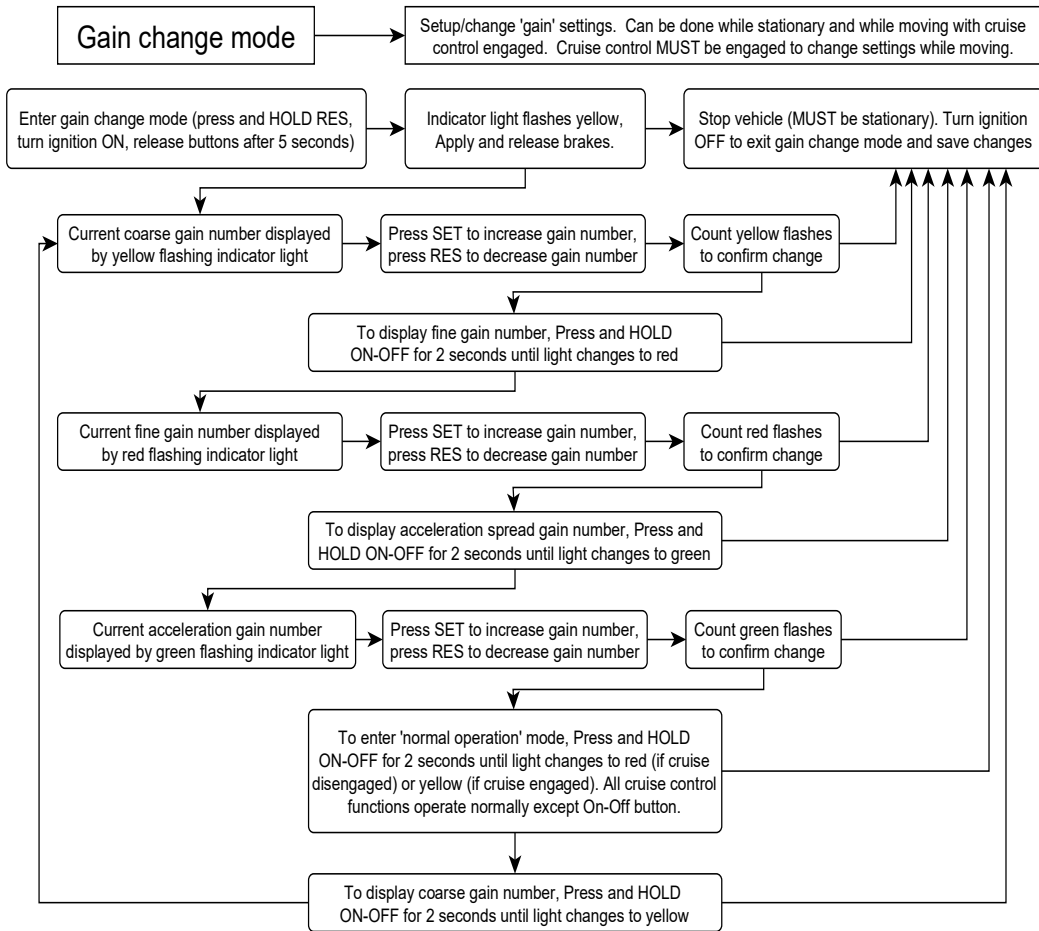 Gain change mode
Setup/change 'gain' settings.  Can be done while stationary and while moving with cruise
control engaged.  Cruise control MUST be engaged to change settings while moving.
Enter gain change mode (press and HOLD RES,
turn ignition ON, release buttons after 5 seconds)
Indicator light flashes yellow,
Apply and release brakes.
Stop vehicle (MUST be stationary). Turn ignition
OFF to exit gain change mode and save changes
Current coarse gain number displayed
by yellow flashing indicator light
Press SET to increase gain number,
press RES to decrease gain number
Count yellow flashes
to confirm change
To display fine gain number, Press and HOLD
ON-OFF for 2 seconds until light changes to red
Current fine gain number displayed
by red flashing indicator light
Press SET to increase gain number,
press RES to decrease gain number
Count red flashes
to confirm change
To display acceleration spread gain number, Press and
HOLD ON-OFF for 2 seconds until light changes to green
Current acceleration gain number
displayed by green flashing indicator light
Press SET to increase gain number,
press RES to decrease gain number
Count green flashes
to confirm change
To enter 'normal operation' mode, Press and HOLD
ON-OFF for 2 seconds until light changes to red (if cruise
disengaged) or yellow (if cruise engaged). All cruise control
functions operate normally except On-Off button.
To display coarse gain number, Press and HOLD
ON-OFF for 2 seconds until light changes to yellow